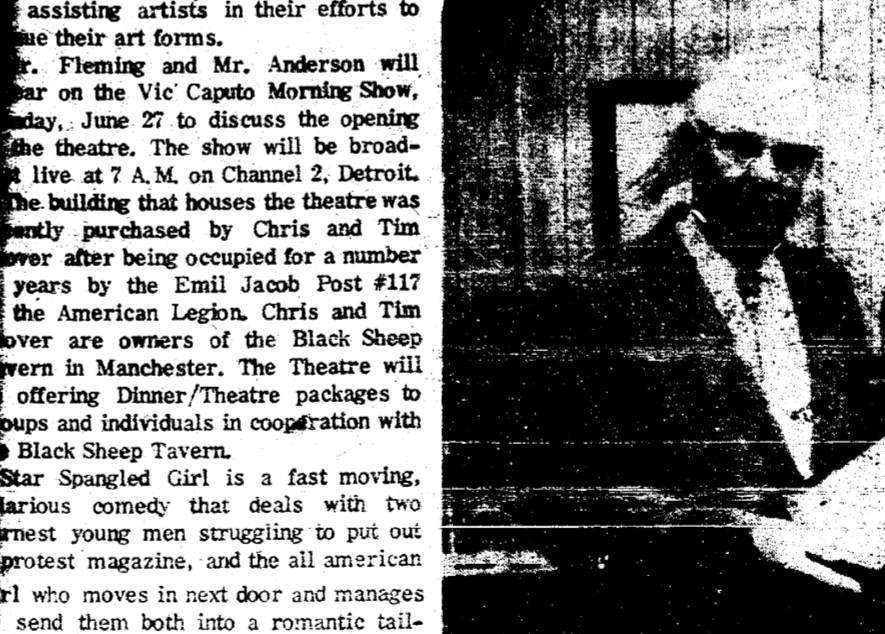 assisting artists in their efforts to
ue their art forms.
r. Fleming and Mr. Anderson will
ar on the Vic Caputo Morning Show,
day, June 27 to discuss the opening
the theatre. The show will be broad-
t live at 7 A.M. on Channel 2, Detroit.
The building that houses the theatre was
ently purchased by Chris and Tim
over after being occupied for a number
years by the Emil Jacob Post #117
the American Legion. Chris and Tim
over are owners of the Black Sheep
vern in Manchester. The Theatre will
offering Dinner/Theatre packages to
oups and individuals in cooperation with
Black Sheep Tavern.
Star Spangled Girl is a fast moving,
larious comedy that deals with two
rnest young men struggling to put out
protest magazine, and the all american
rl who moves in next door and manages
send them both into a romantic tail-